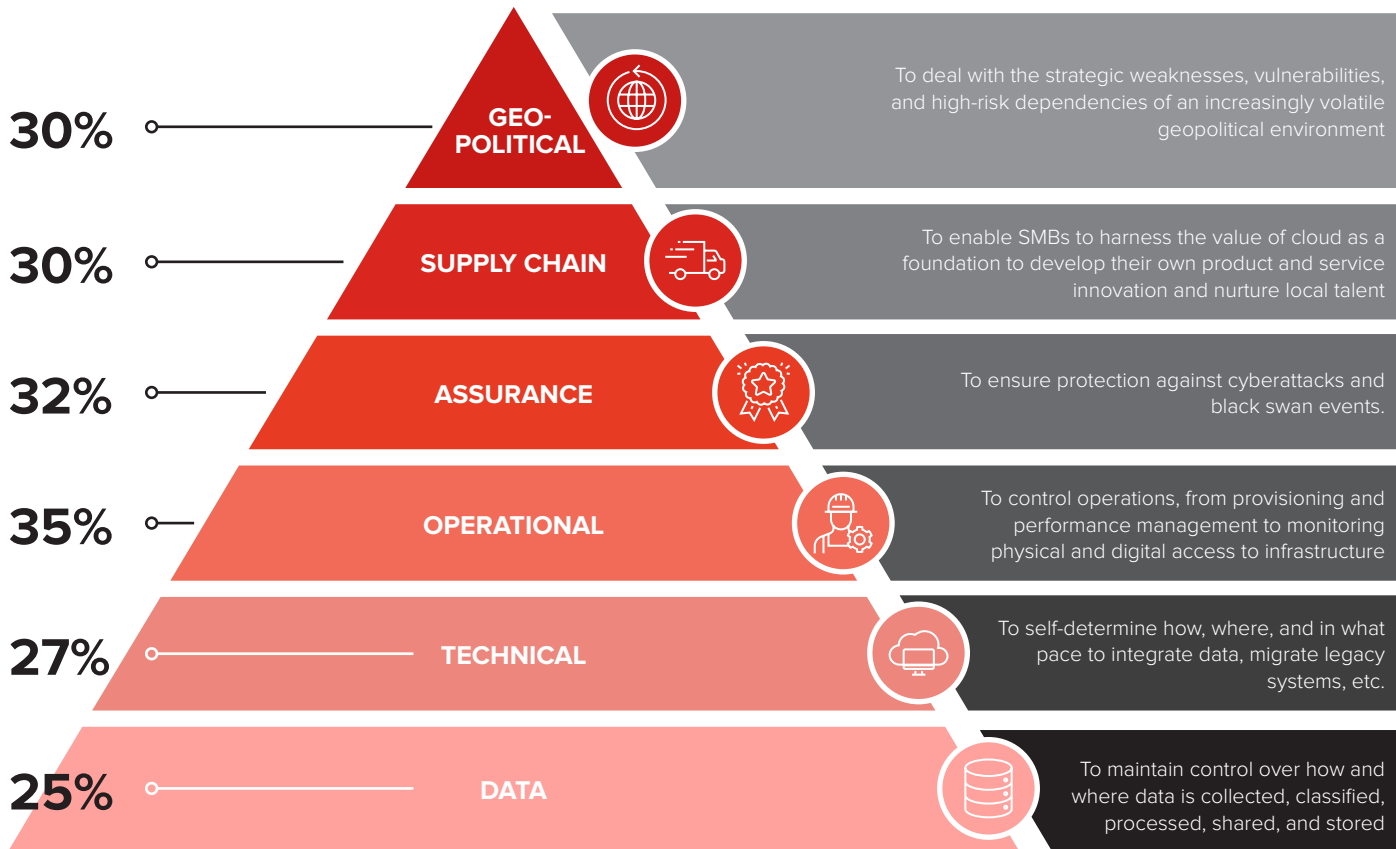 30%
GEO-
POLITICAL
To deal with the strategic weaknesses, vulnerabilities,
and high-risk dependencies of an increasingly volatile
geopolitical environment
30%
SUPPLY CHAIN
To enable SMBs to harness the value of cloud as a
foundation to develop their own product and service
innovation and nurture local talent
32%
ASSURANCE
To ensure protection against cyberattacks and
black swan events.
35%
OPERATIONAL
To control operations, from provisioning and
performance management to monitoring
physical and digital access to infrastructure
27%
TECHNICAL
To self-determine how, where, and in what
pace to integrate data, migrate legacy
systems, etc.
25%
DATA
To maintain control over how and
where data is collected, classified,
processed, shared, and stored